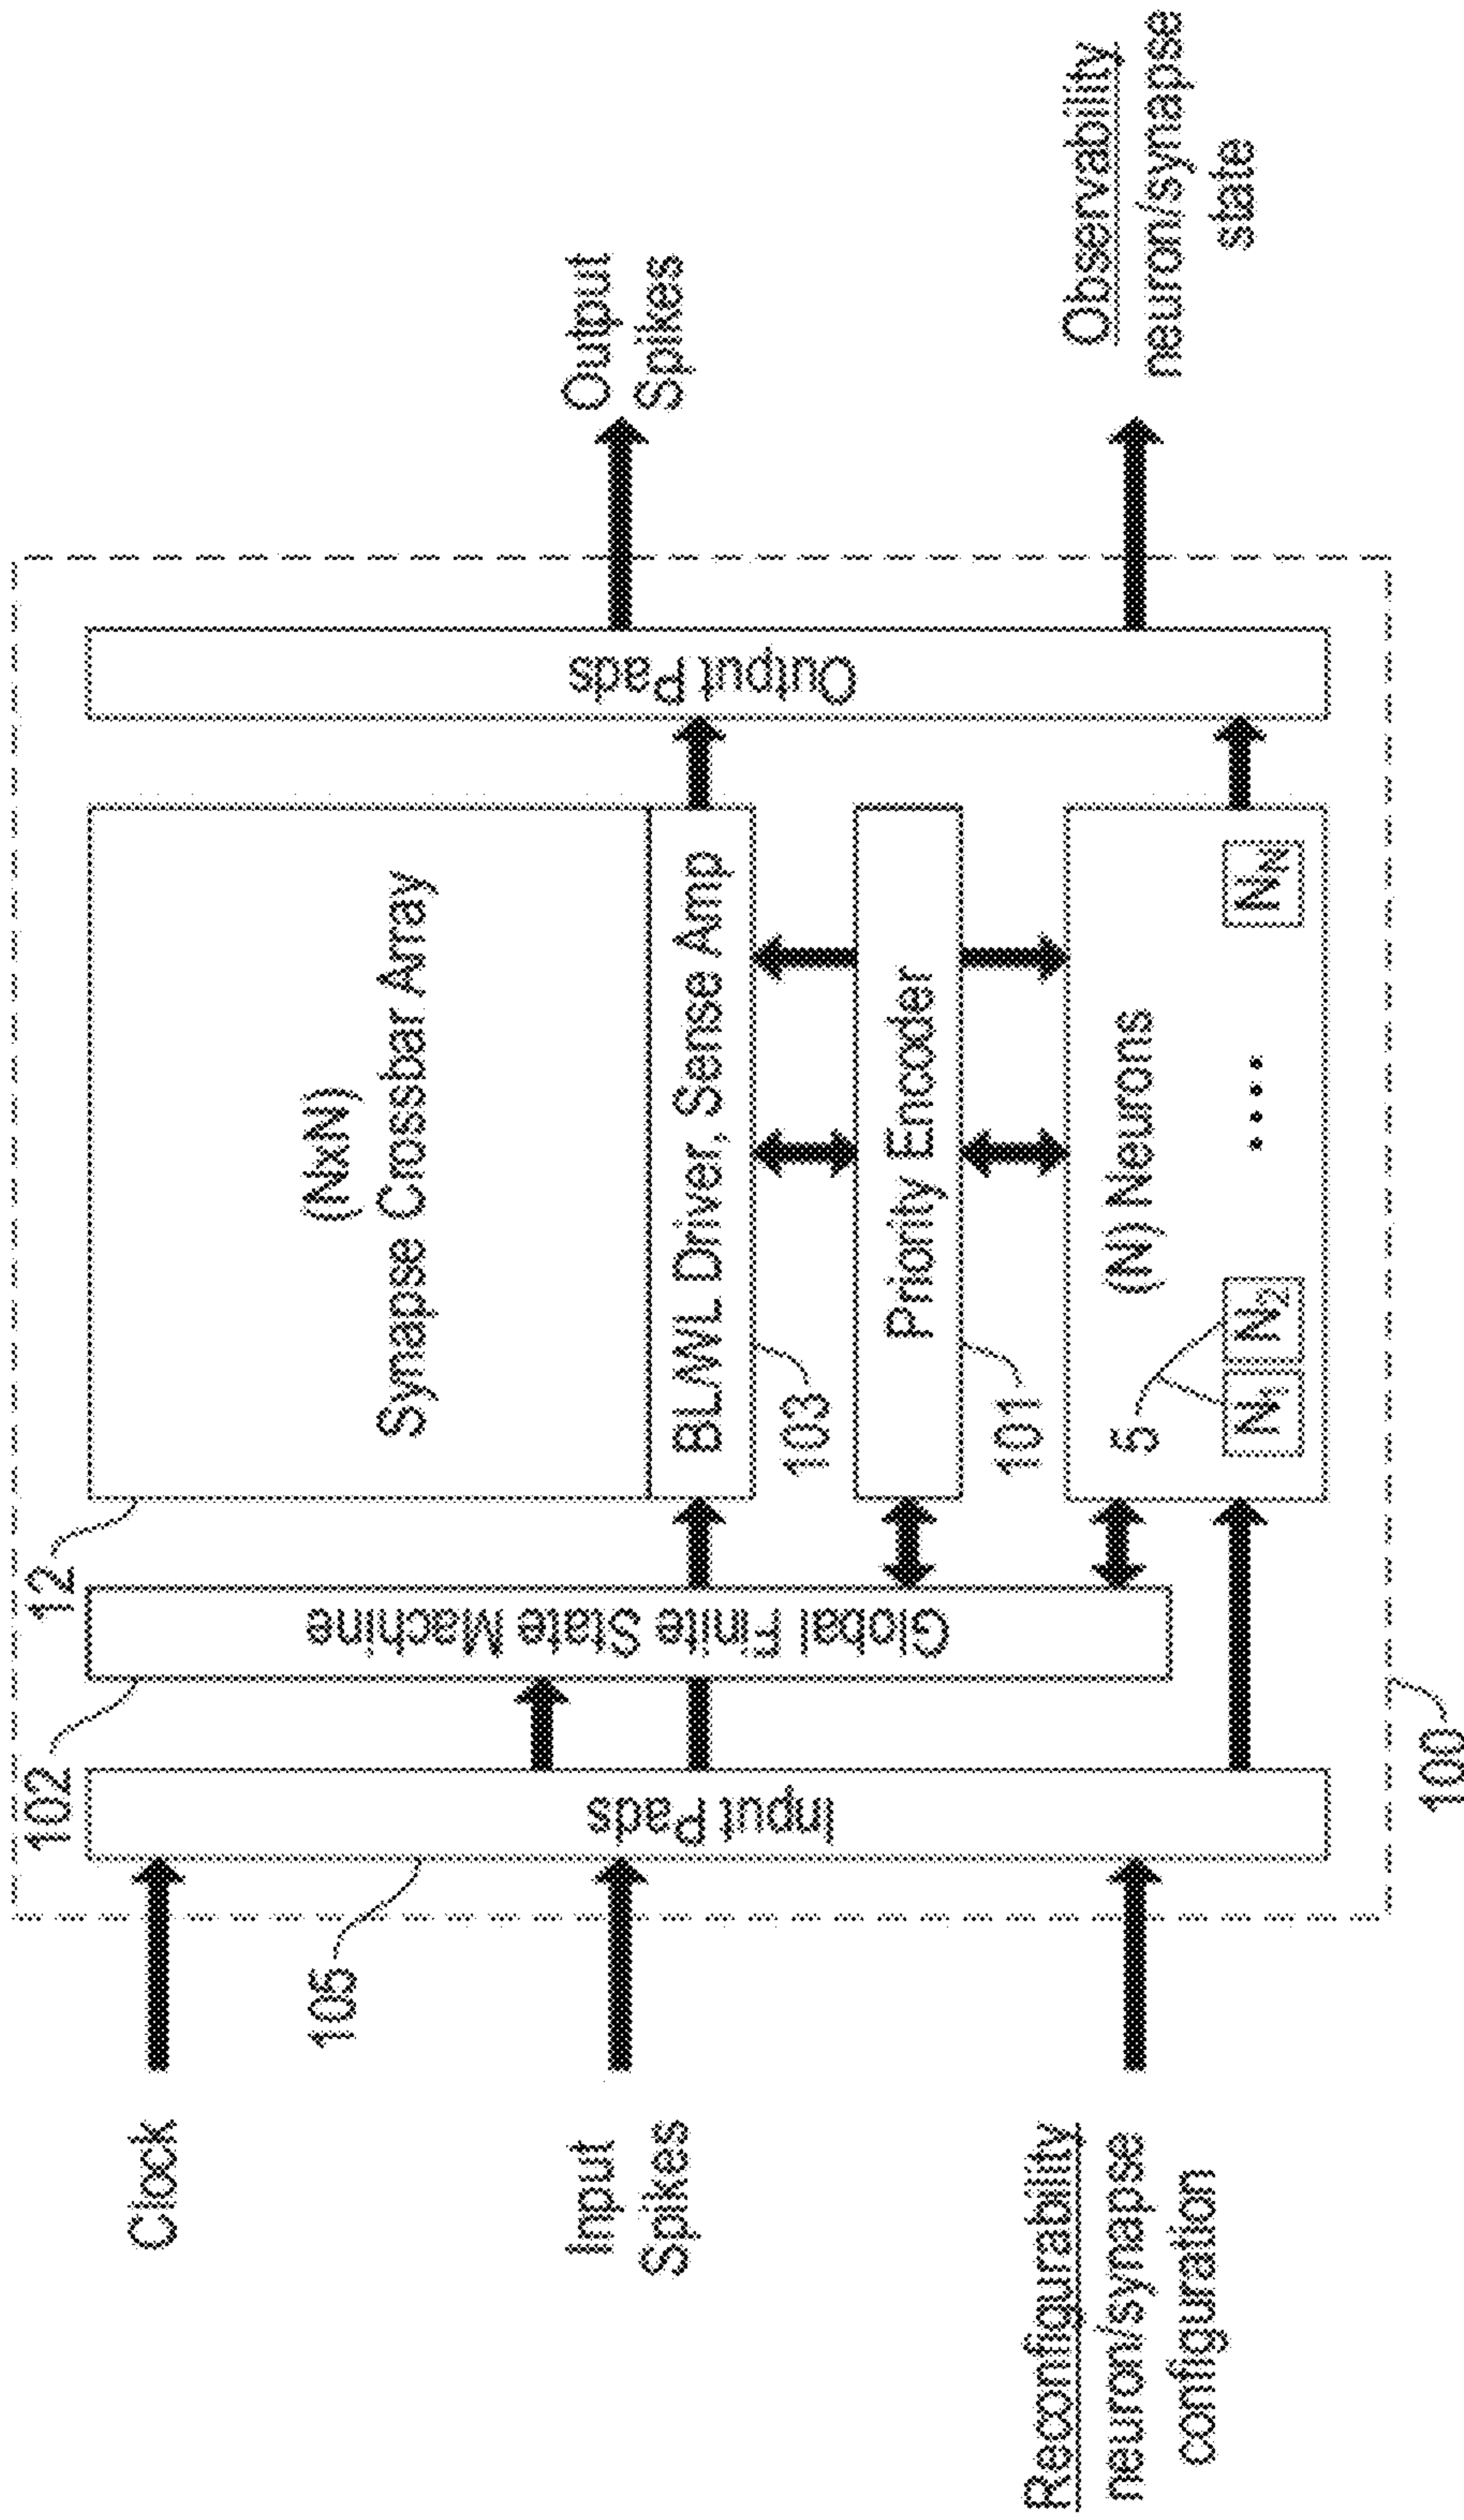 Clock
Input
Spikes
Reconfigurability
neuron/synapse
configuration
105
Input Pads
102
Global Finite State Machine
12
(NxN)
Synapse Crossbar Array
BL/WL Driver, Sense Amp
103
Priority Encoder
101
(N) Neurons
5
N₁ N₂ .... N_N
Output Pads
100
Output
Spikes
Observability
neuron/synapse
state